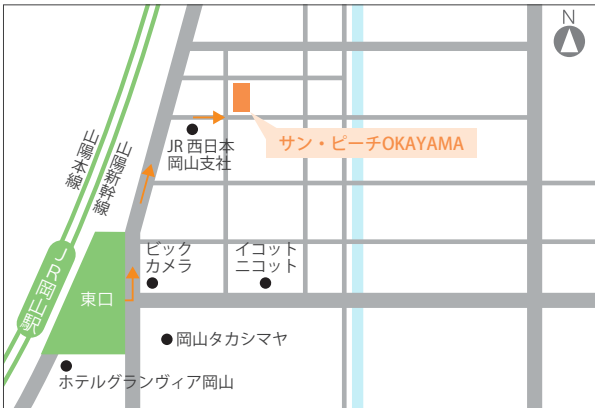 N
山陽本線
山陽新幹線
JR西日本
岡山支社
サン・ピーチOKAYAMA
JR岡山駅
東口
ビック
カメラ
イコット
ニコット
岡山タカシマヤ
ホテルグランヴィア岡山